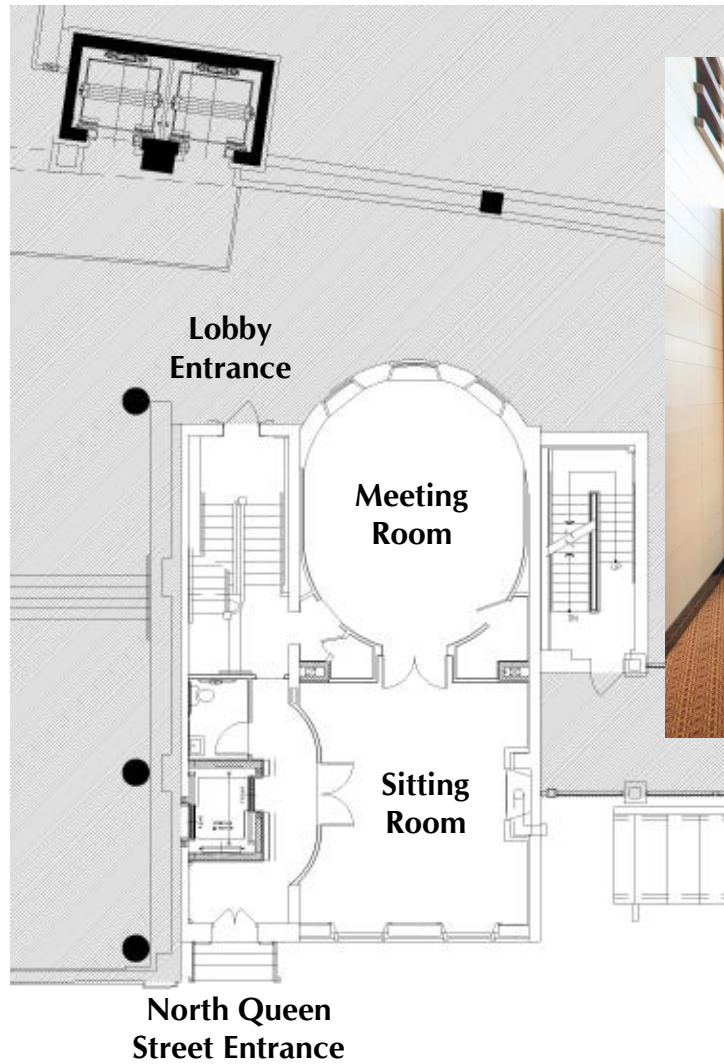 Lobby
Entrance
Meeting
Room
Sitting
Room
North Queen
Street Entrance